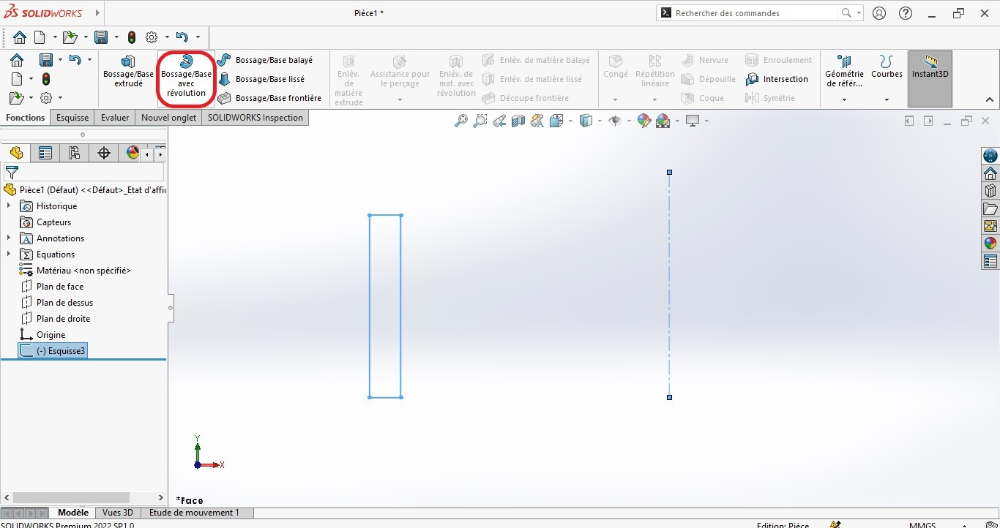 SOLIDWORKS
Pièce1 *
Rechercher des commandes
Bossage/Base
extrudé
Bossage/Base
avec
révolution
Bossage/Base balayé
Bossage/Base lissé
Bossage/Base frontière
Enlèv.
de
matière
extrudé
Assistance pour
le perçage
Enlèv. de
mat. avec
révolution
Enlèv. de matière balayé
Enlèv. de matière lissé
Découpe frontière
Congé
Répétition
linéaire
Nervure
Dépouille
Coque
Enroulement
Intersection
Symétrie
Géométrie
de référ...
Courbes
Instant3D
Fonctions
Esquisse
Evaluer
Nouvel onglet
SOLIDWORKS Inspection
Pièce1 (Défaut) <<Défaut>_Etat d'affic
Historique
Capteurs
A
Annotations
Σ
Equations
Matériau <non spécifié>
Plan de face
Plan de dessus
Plan de droite
Origine
(-) Esquisse3
Y
X
*Face
Modèle
Vues 3D
Etude de mouvement 1
SOLIDWORKS Premium 2022 SP1.0
Edition: Pièce
MMGS